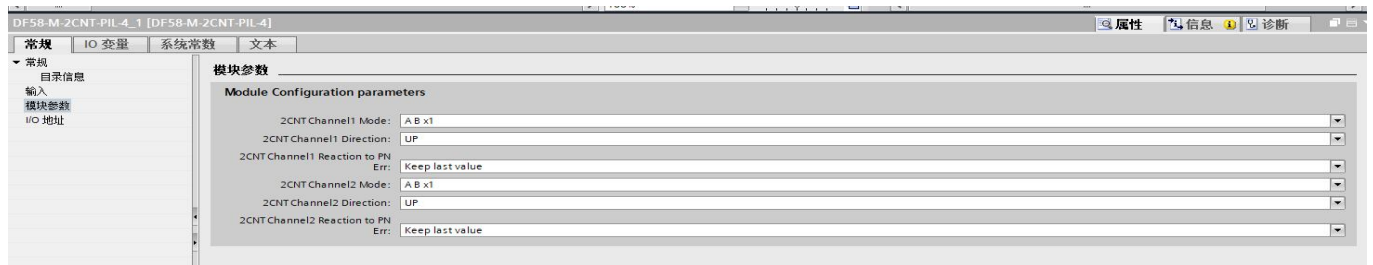 DF58-M-2CNT-PIL-4_1 [DF58-M-2CNT-PIL-4]
属性 信息 诊断
常规 IO 变量 系统常数 文本
常规
目录信息
输入
模块参数
I/O 地址
模块参数
Module Configuration parameters
2CNT Channel1 Mode: A B x1
2CNT Channel1 Direction: UP
2CNT Channel1 Reaction to PN
Err: Keep last value
2CNT Channel2 Mode: A B x1
2CNT Channel2 Direction: UP
2CNT Channel2 Reaction to PN
Err: Keep last value